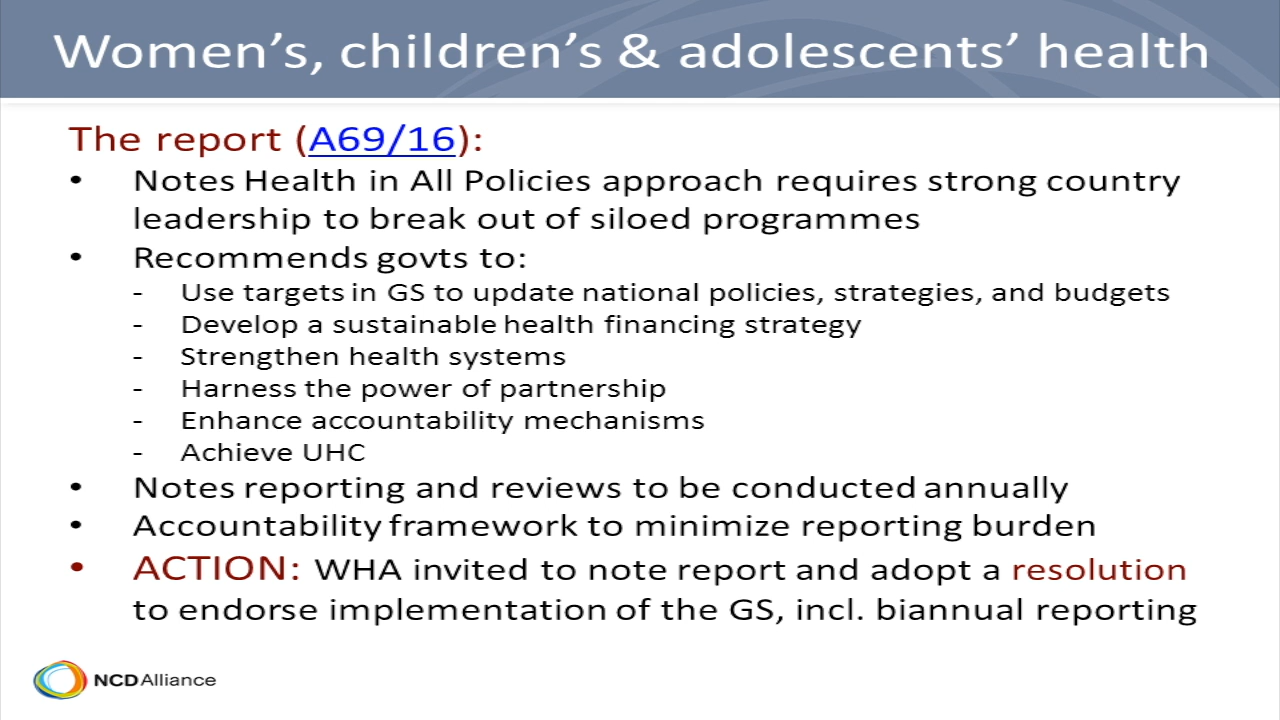 Women's, children's & adolescents' health
The report (A69/16):
• Notes Health in All Policies approach requires strong country
leadership to break out of siloed programmes
• Recommends govts to:
- Use targets in GS to update national policies, strategies, and budgets
- Develop a sustainable health financing strategy
- Strengthen health systems
- Harness the power of partnership
- Enhance accountability mechanisms
- Achieve UHC
• Notes reporting and reviews to be conducted annually
• Accountability framework to minimize reporting burden
• ACTION: WHA invited to note report and adopt a resolution
to endorse implementation of the GS, incl. biannual reporting
NCDAlliance